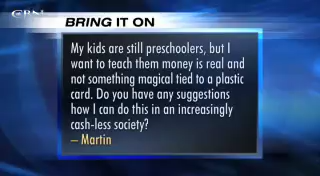 CBN
BRING IT ON
My kids are still preschoolers, but I
want to teach them money is real and
not something magical tied to a plastic
card. Do you have any suggestions
how I can do this in an increasingly
cash-less society?
– Martin